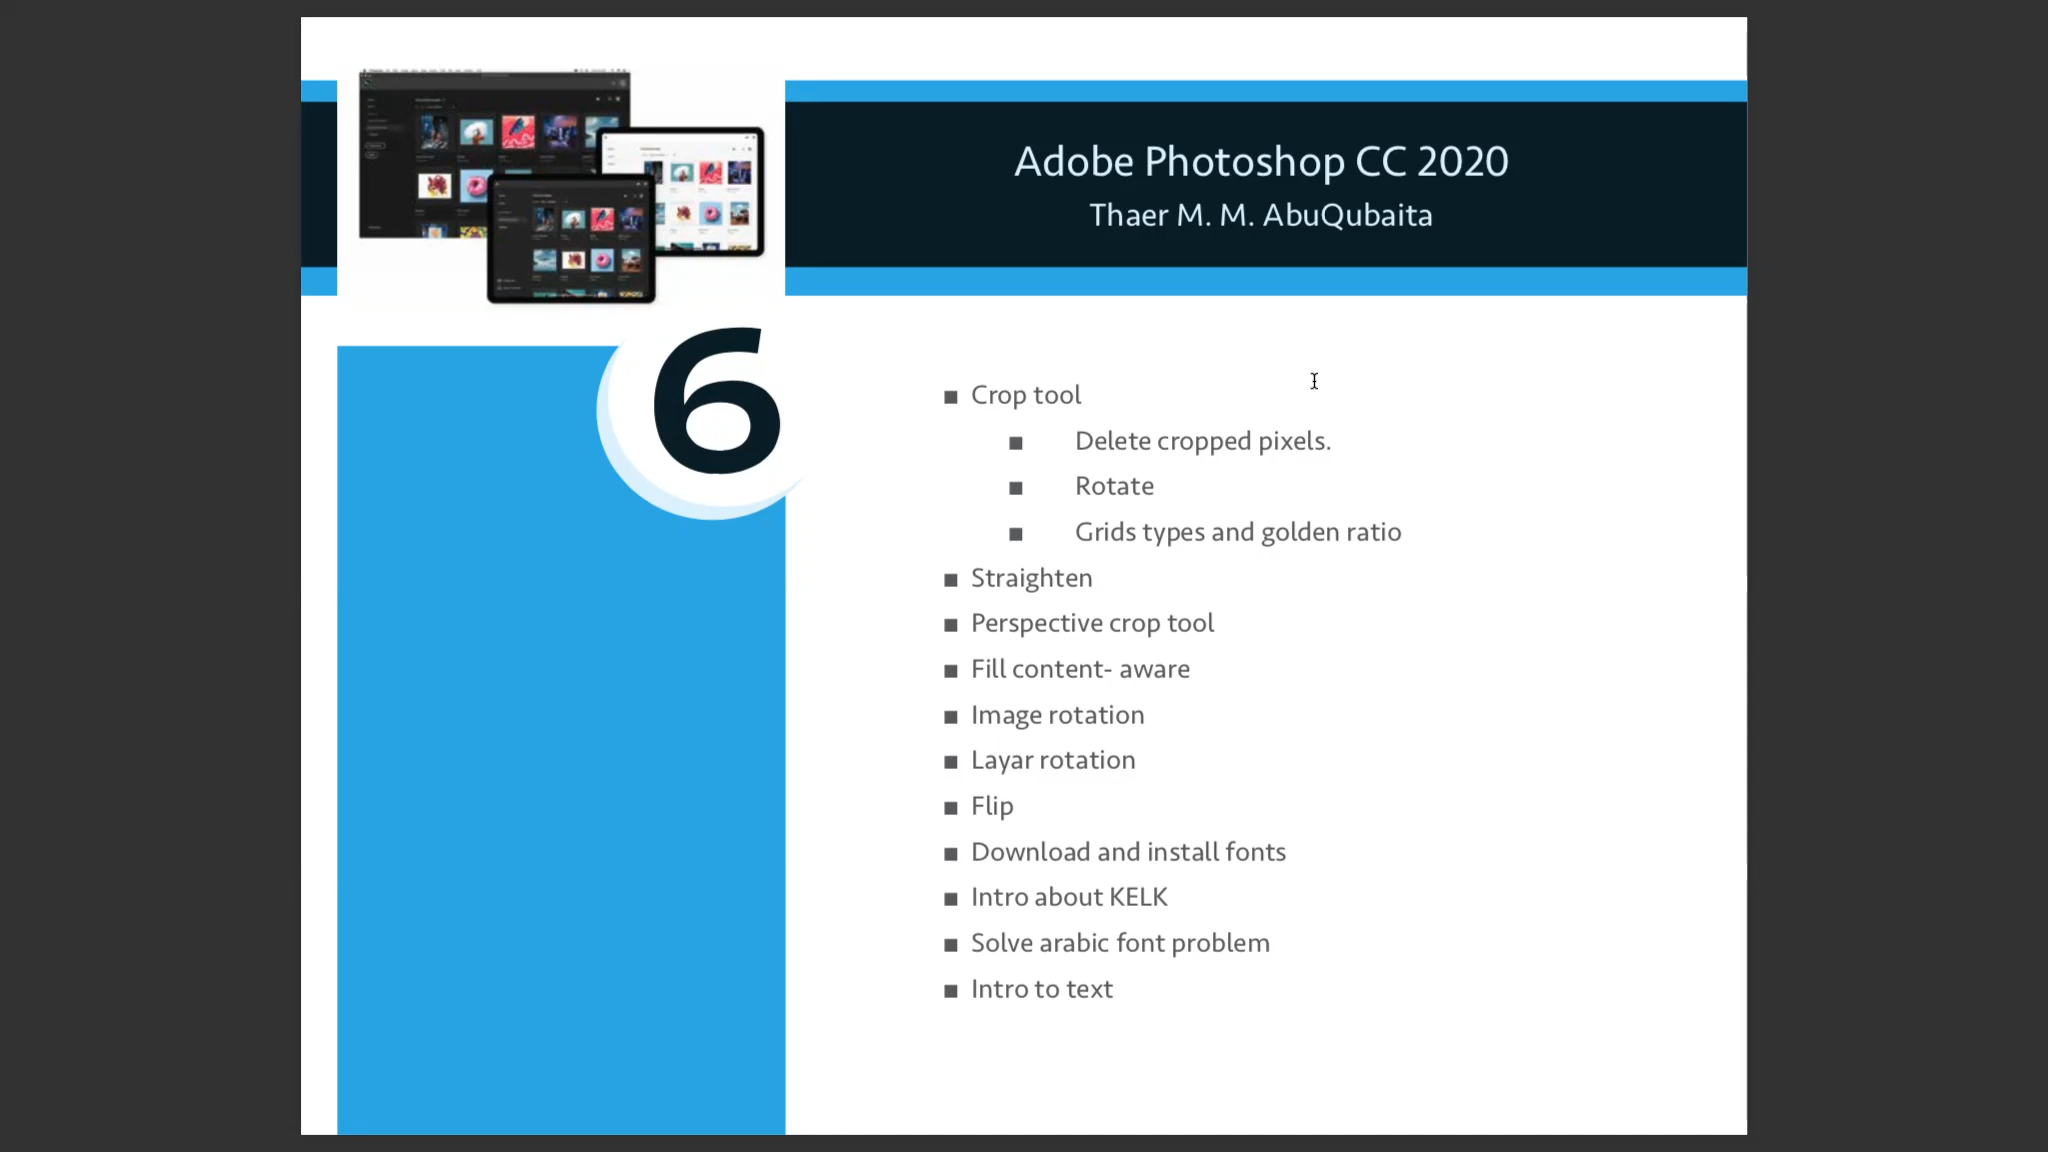 Adobe Photoshop CC 2020
Thaer M. M. AbuQubaita
6
■ Crop tool
■ Delete cropped pixels.
■ Rotate
■ Grids types and golden ratio
■ Straighten
■ Perspective crop tool
■ Fill content- aware
■ Image rotation
■ Layar rotation
■ Flip
■ Download and install fonts
■ Intro about KELK
■ Solve arabic font problem
■ Intro to text